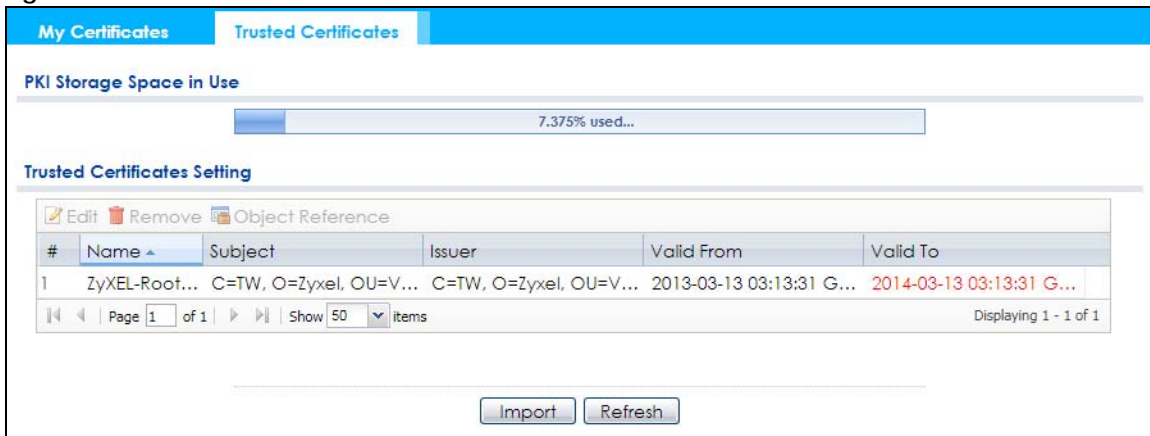 My Certificates Trusted Certificates
PKI Storage Space in Use
7.375% used...
Trusted Certificates Setting
Edit Remove Object Reference
# Name Subject Issuer Valid From Valid To
1 ZyXEL-Root... C=TW, O=Zyxel, OU=V... C=TW, O=Zyxel, OU=V... 2013-03-13 03:13:31 G... 2014-03-13 03:13:31 G...
Page 1 of 1 Show 50 items Displaying 1 - 1 of 1
Import Refresh